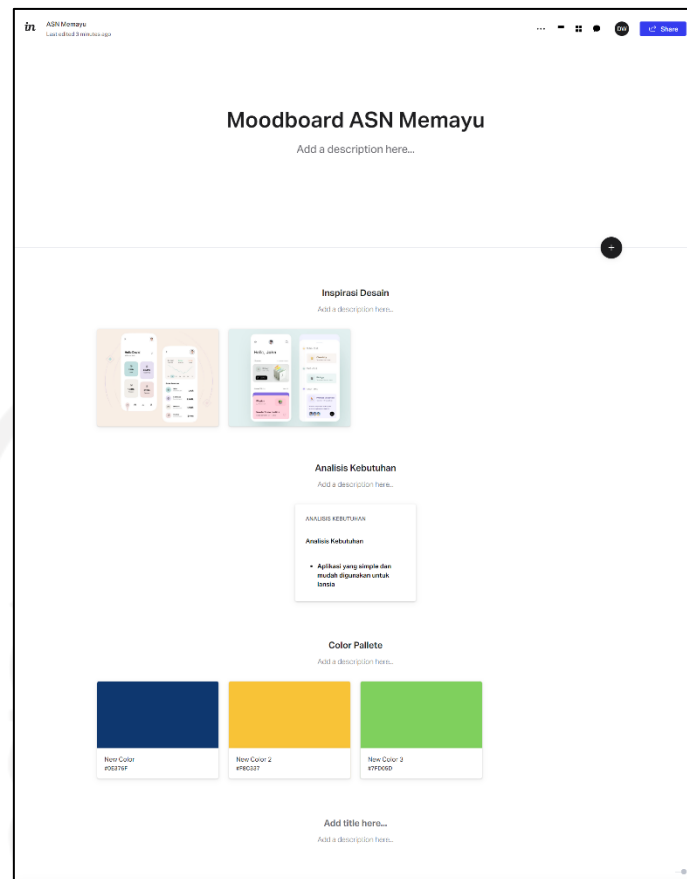 in
ASN Memayu
Last edited 3 minutes ago
DW
Share
Moodboard ASN Memayu
Add a description here...
Inspirasi Desain
Add a description here..
Analisis Kebutuhan
Add a description here..
ANALISIS KEBUTUHAN
Analisis Kebutuhan
• Aplikasi yang simple dan
mudah digunakan untuk
lansia
Color Pallete
Add a description here..
New Color
#0E376F
New Color 2
#F8C337
New Color 3
#7FD05D
Add title here...
Add a description here..